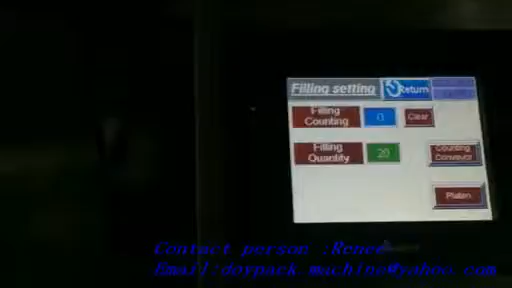 Filling setting
Return
Filling Counting
0
Clear
Filling Quantity
20
Counting Conveyor
Platen
Contact person :Renee
Email:doypack.machine@yahoo.com